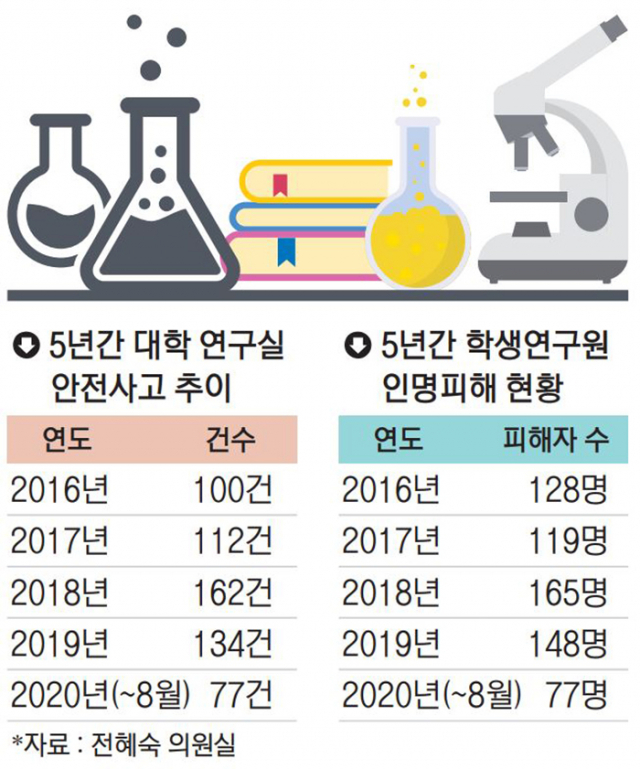 5년간 대학 연구실
안전사고 추이
연도 건수
2016년 100건
2017년 112건
2018년 162건
2019년 134건
2020년(~8월) 77건
*자료 : 전혜숙 의원실
5년간 학생연구원
인명피해 현황
연도 피해자 수
2016년 128명
2017년 119명
2018년 165명
2019년 148명
2020년(~8월) 77명